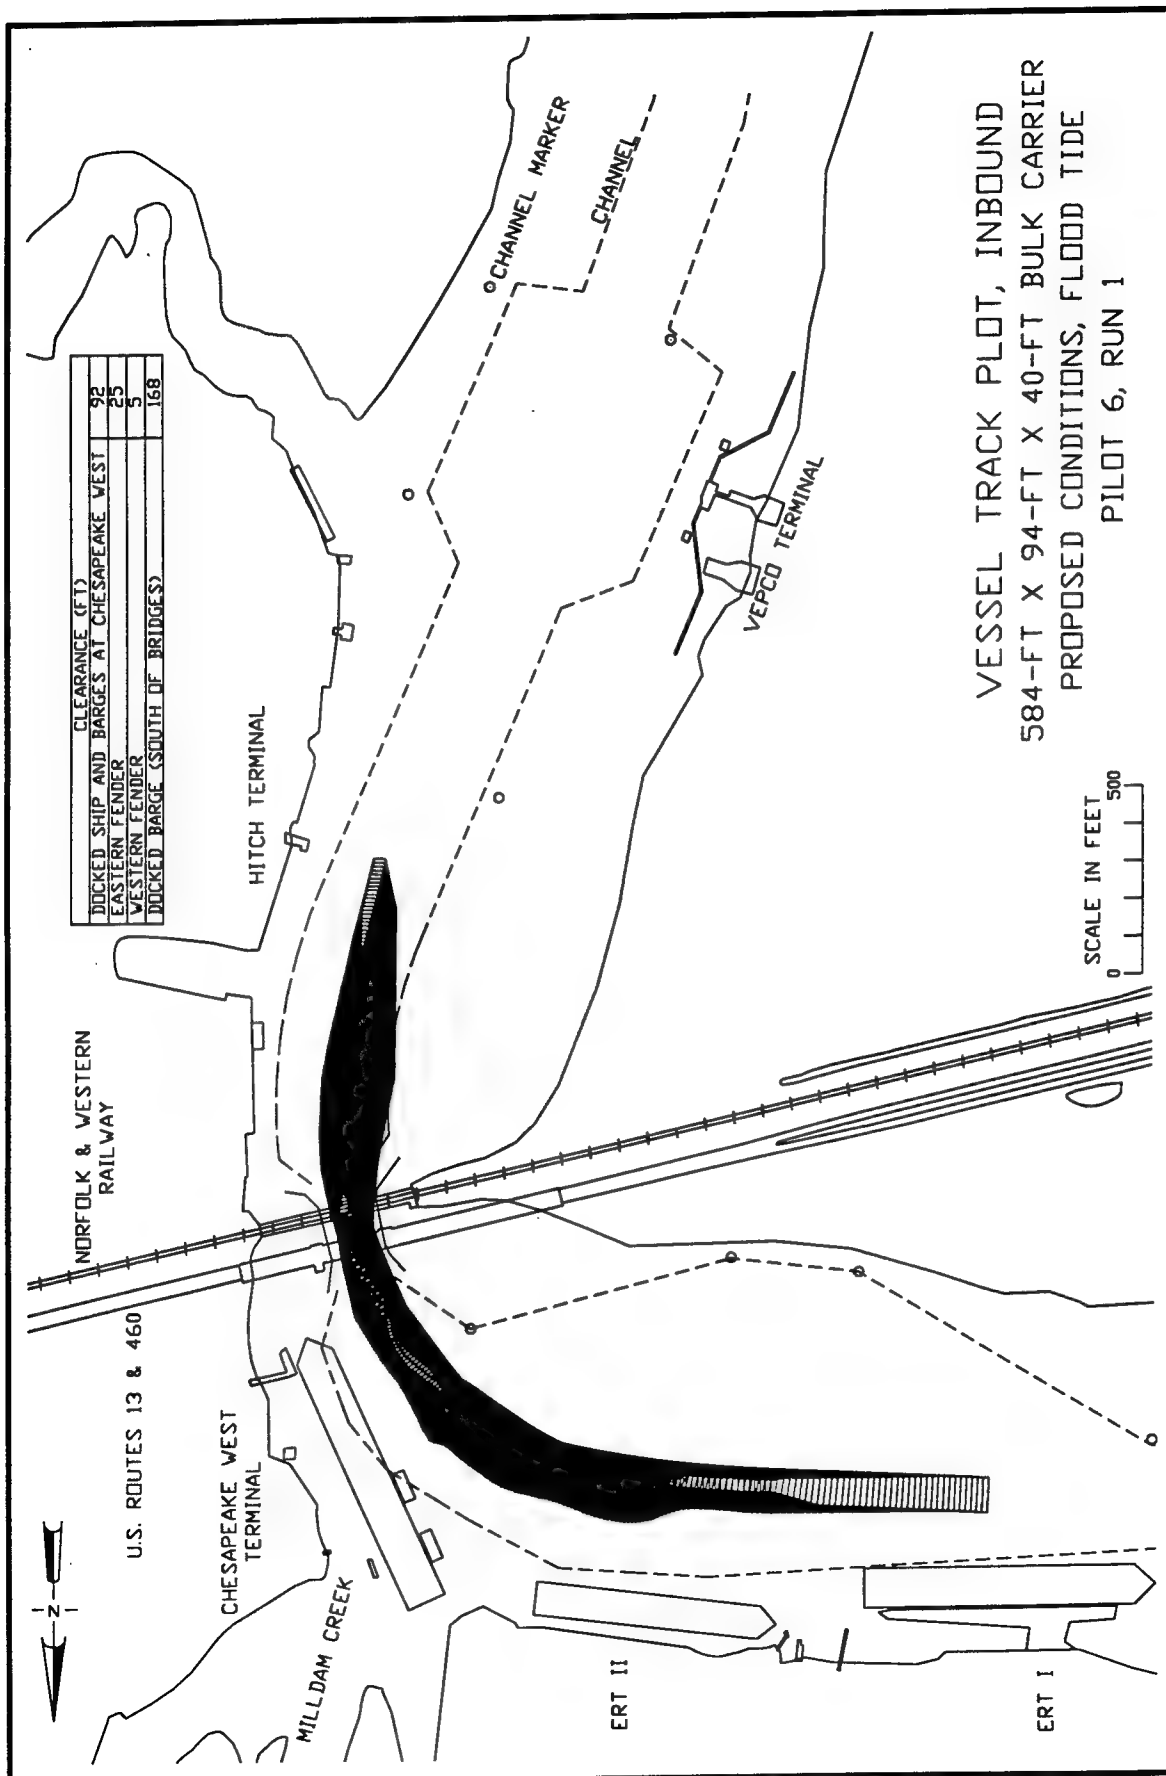 CLEARANCE (FT)
DOCKED SHIP AND BARGES AT CHESAPEAKE WEST 92
EASTERN FENDER 25
WESTERN FENDER 5
DOCKED BARGE (SOUTH OF BRIDGES) 168
N
U.S. ROUTES 13 & 460
NORFOLK & WESTERN
RAILWAY
HITCH TERMINAL
CHESAPEAKE WEST
TERMINAL
MILLDAM CREEK
CHANNEL MARKER
CHANNEL
VEPCO TERMINAL
ERT II
ERT I
SCALE IN FEET
0 500
VESSEL TRACK PLOT, INBOUND
584-FT X 94-FT X 40-FT BULK CARRIER
PROPOSED CONDITIONS, FLOOD TIDE
PILOT 6, RUN 1